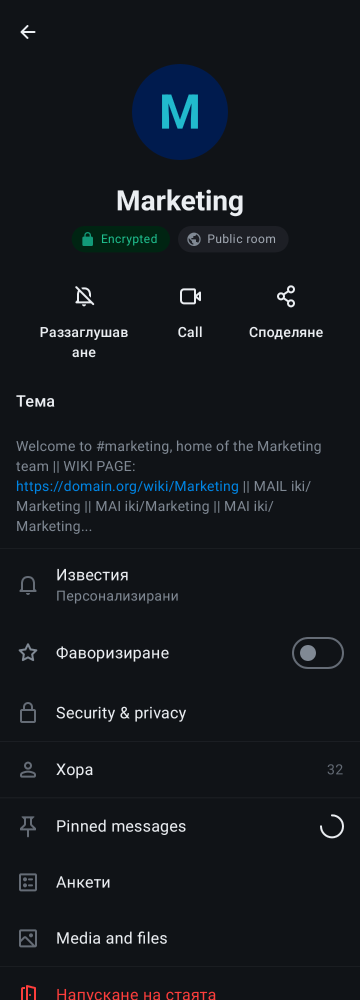 M
Marketing
Encrypted
Public room
Раззаглушав
ане
Call
Споделяне
Тема
Welcome to #marketing, home of the Marketing
team || WIKI PAGE:
https://domain.org/wiki/Marketing || MAIL iki/
Marketing || MAI iki/Marketing || MAI iki/
Marketing...
Известия
Персонализирани
Фаворизиране
Security & privacy
Хора
32
Pinned messages
Анкети
Media and files
Напускане на стаята